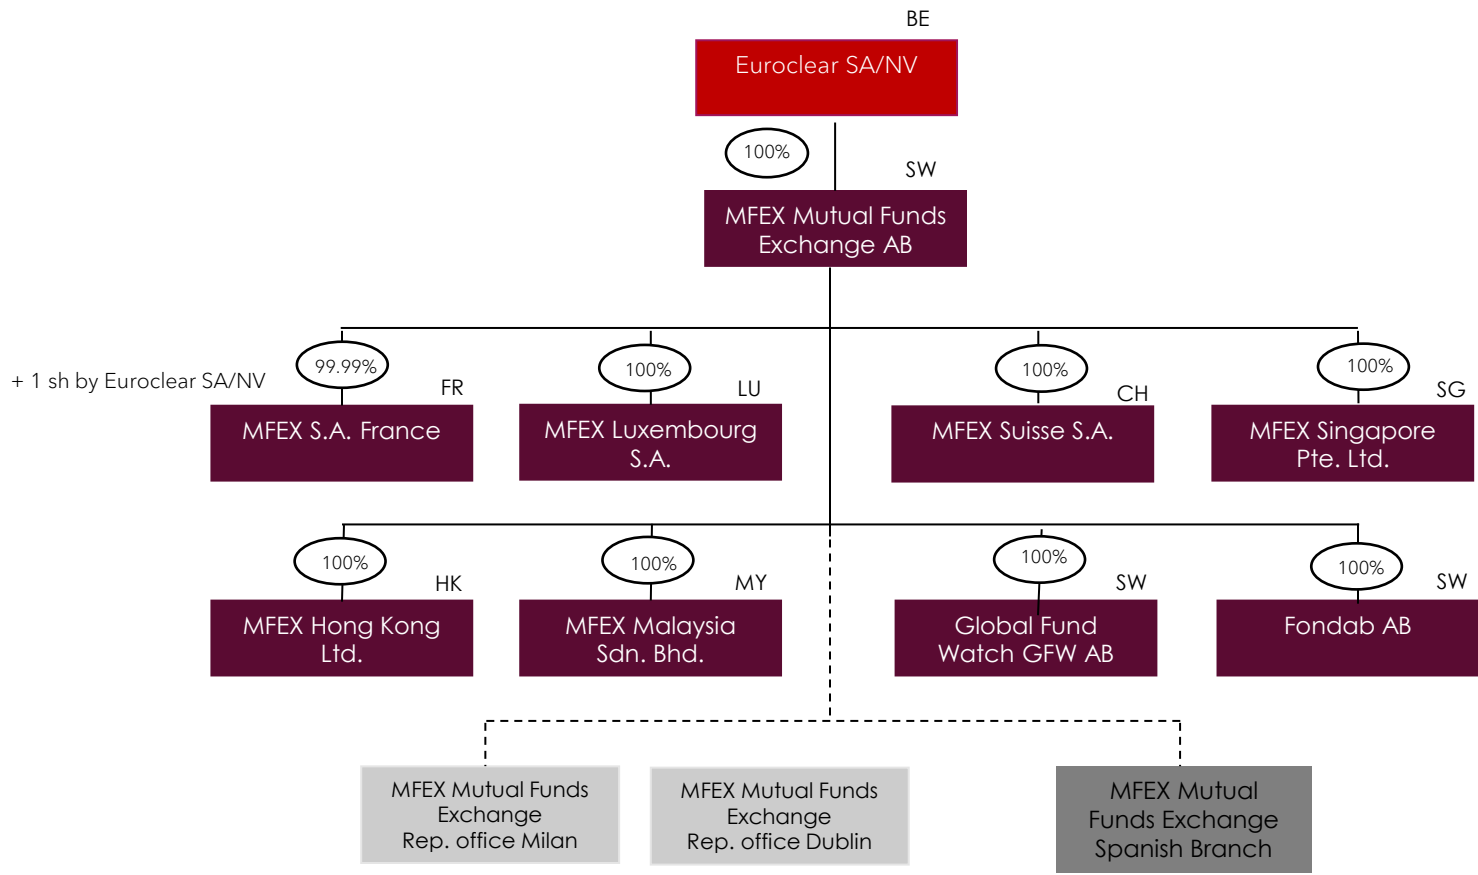 BE
Euroclear SA/NV
100%
SW
MFEX Mutual Funds
Exchange AB
99.99%
100%
100%
100%
+ 1 sh by Euroclear SA/NV
FR
LU
CH
SG
MFEX S.A. France
MFEX Luxembourg
S.A.
MFEX Suisse S.A.
MFEX Singapore
Pte. Ltd.
100%
100%
100%
100%
HK
MY
SW
SW
MFEX Hong Kong
Ltd.
MFEX Malaysia
Sdn. Bhd.
Global Fund
Watch GFW AB
Fondab AB
MFEX Mutual Funds
Exchange
Rep. office Milan
MFEX Mutual Funds
Exchange
Rep. office Dublin
MFEX Mutual
Funds Exchange
Spanish Branch